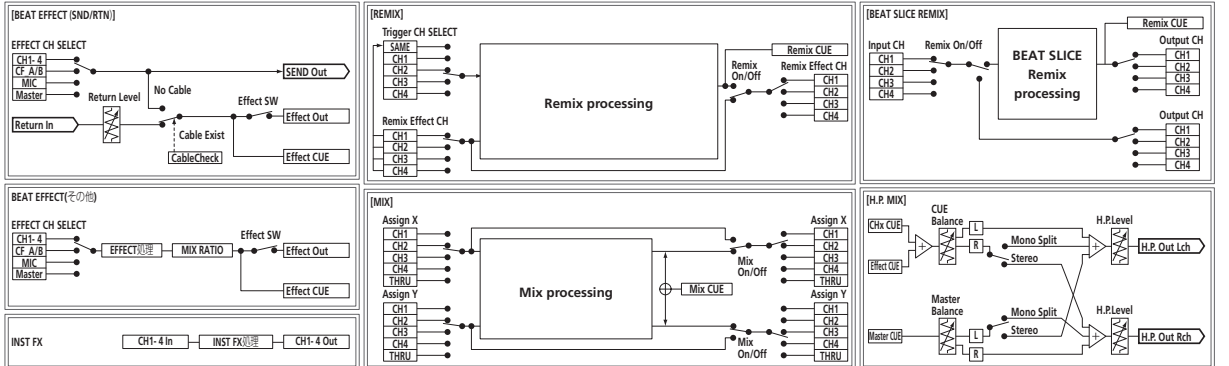 [BEAT EFFECT (SND/RTN)]
EFFECT CH SELECT
CH1- 4
CF A/B
MIC
Master
No Cable
SEND Out
Return Level
Return In
Effect SW
Effect Out
Cable Exist
CableCheck
Effect CUE
[REMIX]
Trigger CH SELECT
SAME
CH1
CH2
CH3
CH4
Remix Effect CH
CH1
CH2
CH3
CH4
Remix processing
Remix CUE
Remix
On/Off
Remix Effect CH
CH1
CH2
CH3
CH4
[BEAT SLICE REMIX]
Input CH
CH1
CH2
CH3
CH4
Remix On/Off
BEAT SLICE
Remix
processing
Remix CUE
Output CH
CH1
CH2
CH3
CH4
Output CH
CH1
CH2
CH3
CH4
BEAT EFFECT(その他)
EFFECT CH SELECT
CH1- 4
CF A/B
MIC
Master
EFFECT処理
MIX RATIO
Effect SW
Effect Out
Effect CUE
INST FX
CH1- 4 In
INST FX処理
CH1- 4 Out
[MIX]
Assign X
CH1
CH2
CH3
CH4
THRU
Assign Y
CH1
CH2
CH3
CH4
THRU
Mix processing
Mix CUE
Mix
On/Off
Mix
On/Off
Assign X
CH1
CH2
CH3
CH4
THRU
Assign Y
CH1
CH2
CH3
CH4
THRU
[H.P. MIX]
CHx CUE
Effect CUE
CUE
Balance
L
R
Mono Split
Stereo
H.P.Level
H.P. Out Lch
Master CUE
Master
Balance
L
R
Mono Split
Stereo
H.P.Level
H.P. Out Rch